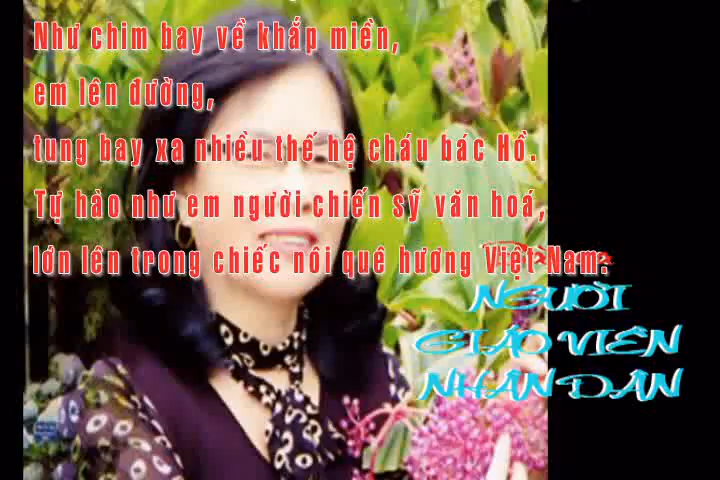 Như chim bay về khắp miền,
em lên đường,
tung bay xa nhiều thế hệ cháu bác Hồ.
Tự hào như em người chiến sỹ văn hoá,
lớn lên trong chiếc nôi quê hương Việt Nam.
NGƯỜI
GIÁO VIÊN
NHÂN DÂN